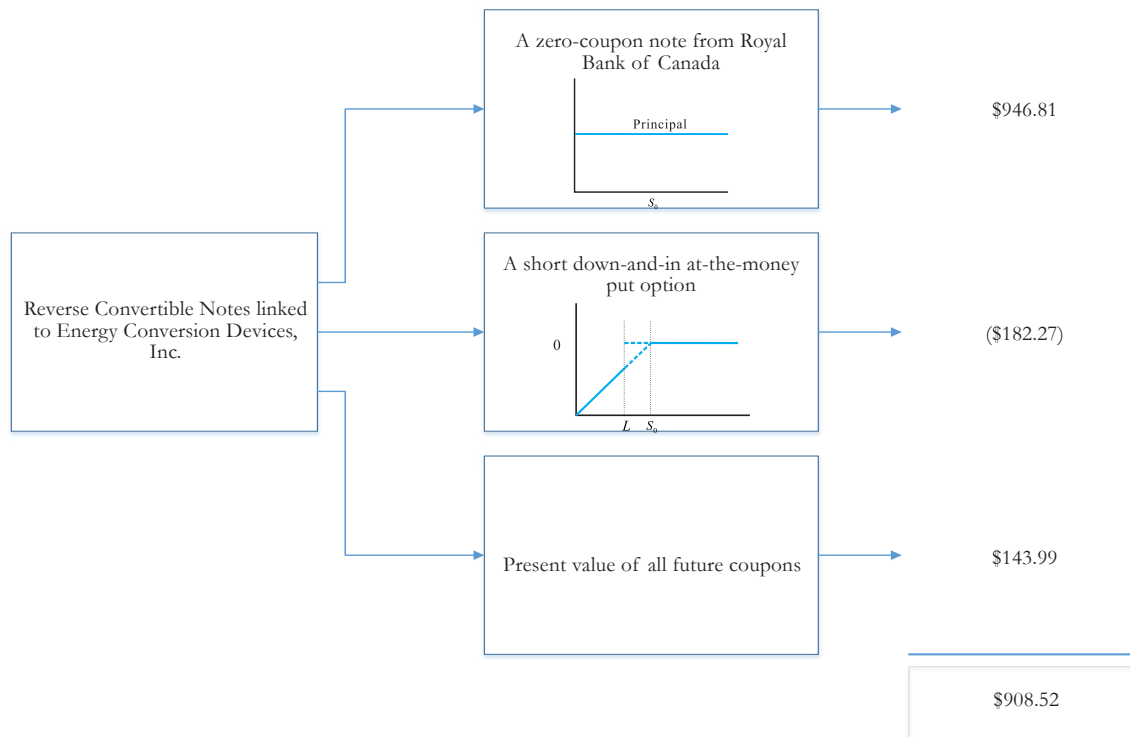 A zero-coupon note from Royal
Bank of Canada
Principal
S₀
$946.81
Reverse Convertible Notes linked
to Energy Conversion Devices,
Inc.
A short down-and-in at-the-money
put option
0
L S₀
($182.27)
Present value of all future coupons
$143.99
$908.52